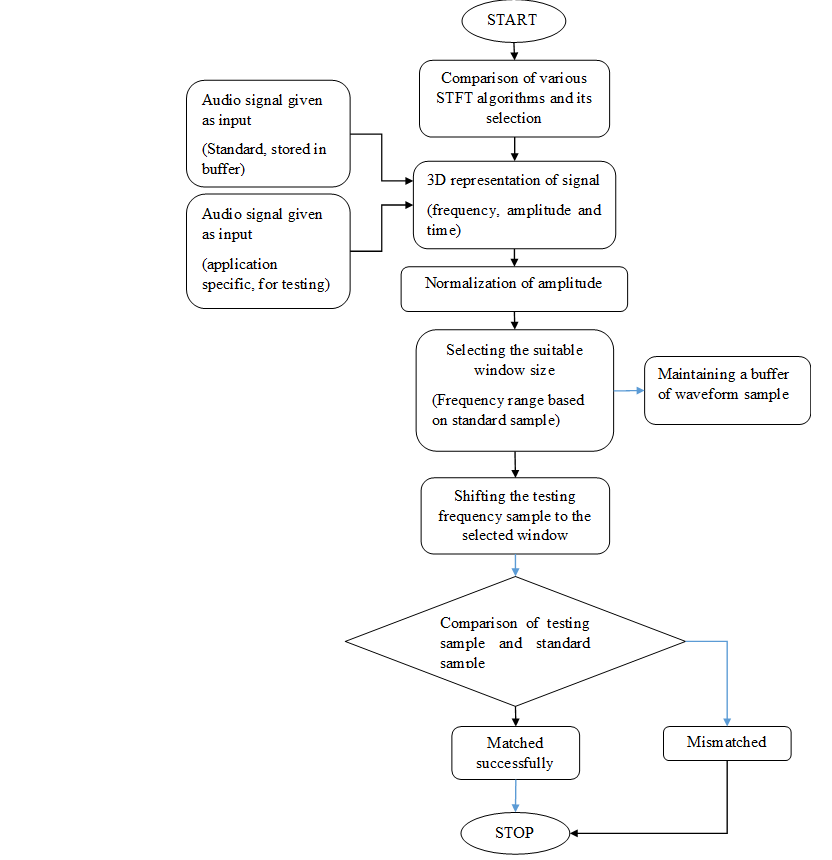 START
Comparison of various
STFT algorithms and its
selection
Audio signal given
as input
(Standard, stored in
buffer)
3D representation of signal
(frequency, amplitude and
time)
Audio signal given
as input
(application
specific, for testing)
Normalization of amplitude
Selecting the suitable
window size
(Frequency range based
on standard sample)
Maintaining a buffer
of waveform sample
Shifting the testing
frequency sample to the
selected window
Comparison of testing
sample and standard
sample
Matched
successfully
Mismatched
STOP